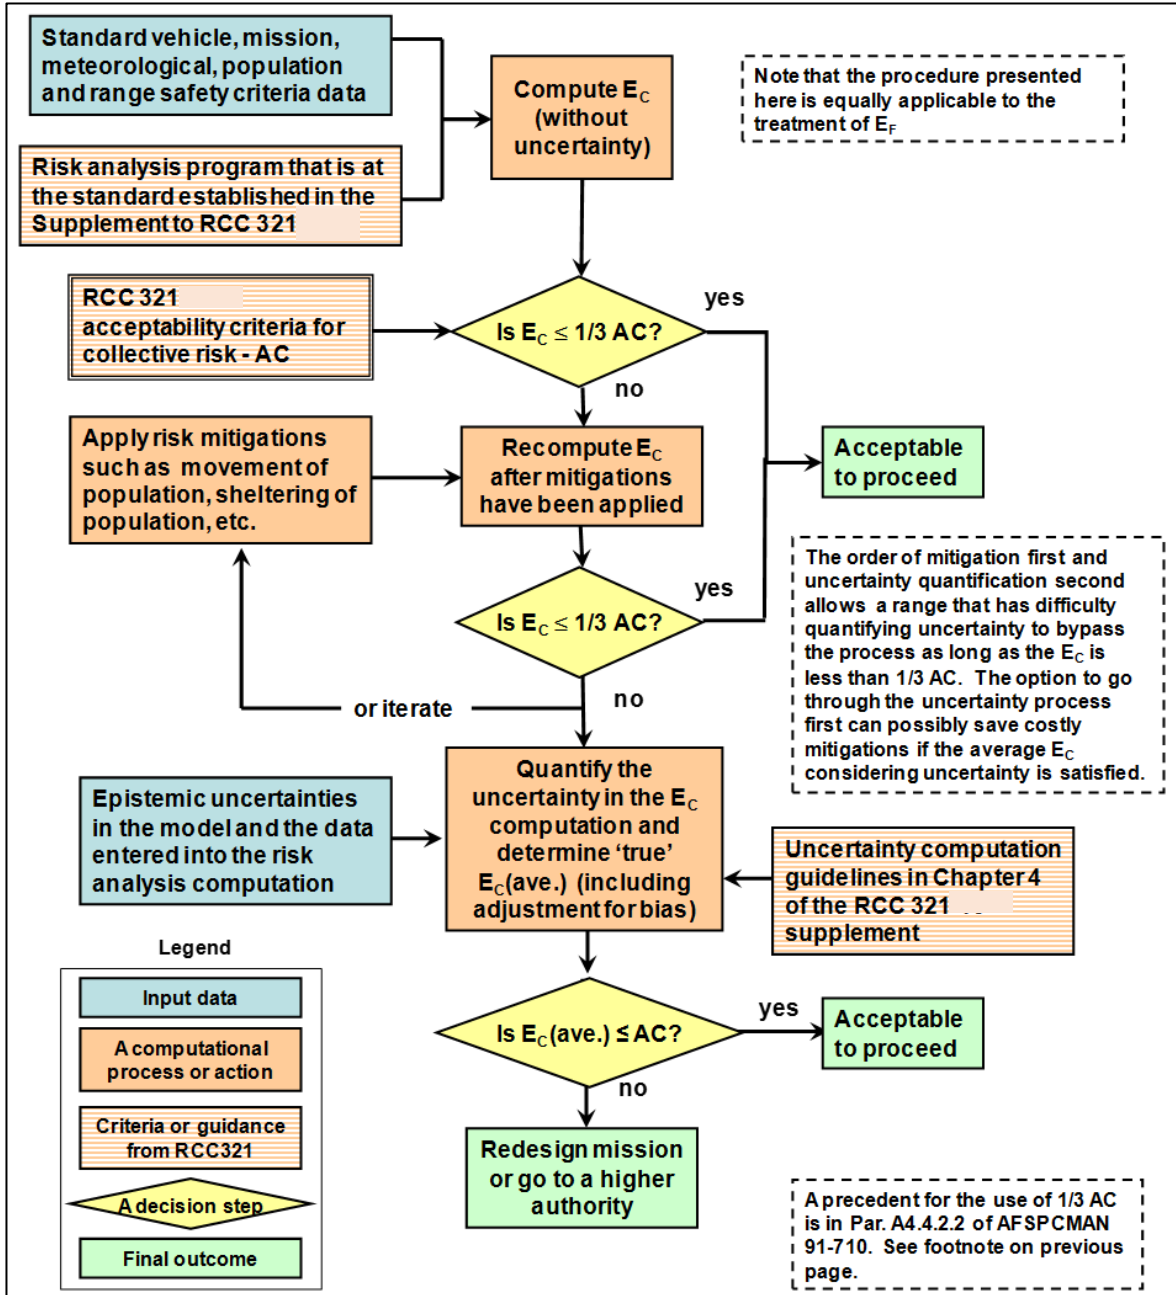 Standard vehicle, mission,
meteorological, population
and range safety criteria data
Compute EC
(without
uncertainty)
Note that the procedure presented
here is equally applicable to the
treatment of EF
Risk analysis program that is at
the standard established in the
Supplement to RCC 321
RCC 321
acceptability criteria for
collective risk - AC
Is EC ≤ 1/3 AC?
yes
no
Apply risk mitigations
such as movement of
population, sheltering of
population, etc.
Recompute EC
after mitigations
have been applied
Acceptable
to proceed
Is EC ≤ 1/3 AC?
yes
The order of mitigation first and
uncertainty quantification second
allows a range that has difficulty
quantifying uncertainty to bypass
the process as long as the EC is
less than 1/3 AC. The option to go
through the uncertainty process
first can possibly save costly
mitigations if the average EC
considering uncertainty is satisfied.
or iterate
no
Epistemic uncertainties
in the model and the data
entered into the risk
analysis computation
Quantify the
uncertainty in the EC
computation and
determine ‘true’
EC(ave.) (including
adjustment for bias)
Uncertainty computation
guidelines in Chapter 4
of the RCC 321
supplement
Legend
Input data
A computational
process or action
Criteria or guidance
from RCC321
A decision step
Final outcome
Is EC(ave.) ≤ AC?
yes
Acceptable
to proceed
no
Redesign mission
or go to a higher
authority
A precedent for the use of 1/3 AC
is in Par. A4.4.2.2 of AFSPCMAN
91-710. See footnote on previous
page.